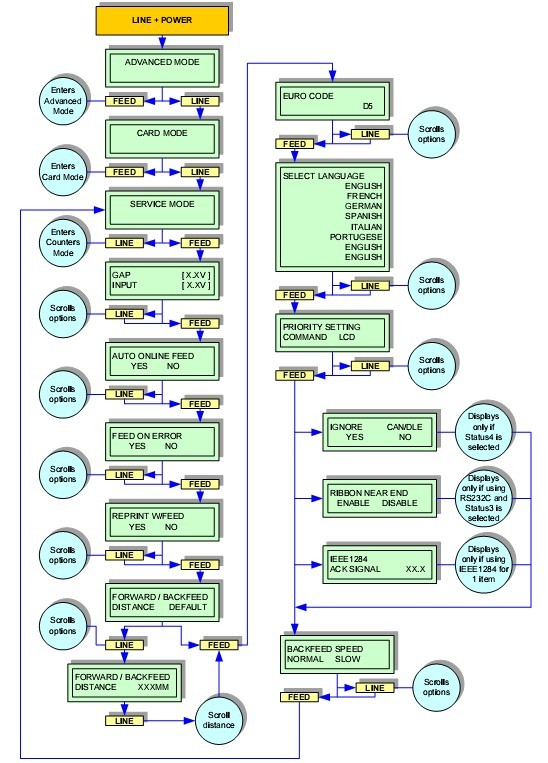 LINE + POWER
ADVANCED MODE
Enters
Advanced
Mode
FEED
LINE
CARD MODE
Enters
Card Mode
FEED
LINE
SERVICE MODE
Enters
Counters
Mode
LINE
FEED
GAP [ X.XV ]
INPUT [ X.XV ]
Scrolls
options
LINE
FEED
AUTO ONLINE FEED
YES NO
Scrolls
options
LINE
FEED
FEED ON ERROR
YES NO
Scrolls
options
LINE
FEED
REPRINT W/FEED
YES NO
Scrolls
options
LINE
FEED
FORWARD / BACKFEED
DISTANCE DEFAULT
Scrolls
options
LINE
FEED
FORWARD / BACKFEED
DISTANCE XXXMM
LINE
Scroll
distance
EURO CODE
D5
LINE
Scrolls
options
FEED
SELECT LANGUAGE
ENGLISH
FRENCH
GERMAN
SPANISH
ITALIAN
PORTUGESE
ENGLISH
ENGLISH
LINE
Scrolls
options
FEED
PRIORITY SETTING
COMMAND LCD
LINE
Scrolls
options
FEED
IGNORE CAN/DLE
YES NO
Displays
only if
Status4 is
selected
RIBBON NEAR END
ENABLE DISABLE
Displays
only if using
RS232C and
Status3 is
selected
IEEE1284
ACK SIGNAL XX.X
Displays
only if using
IEEE1284 for
1 item
BACKFEED SPEED
NORMAL SLOW
LINE
Scrolls
options
FEED